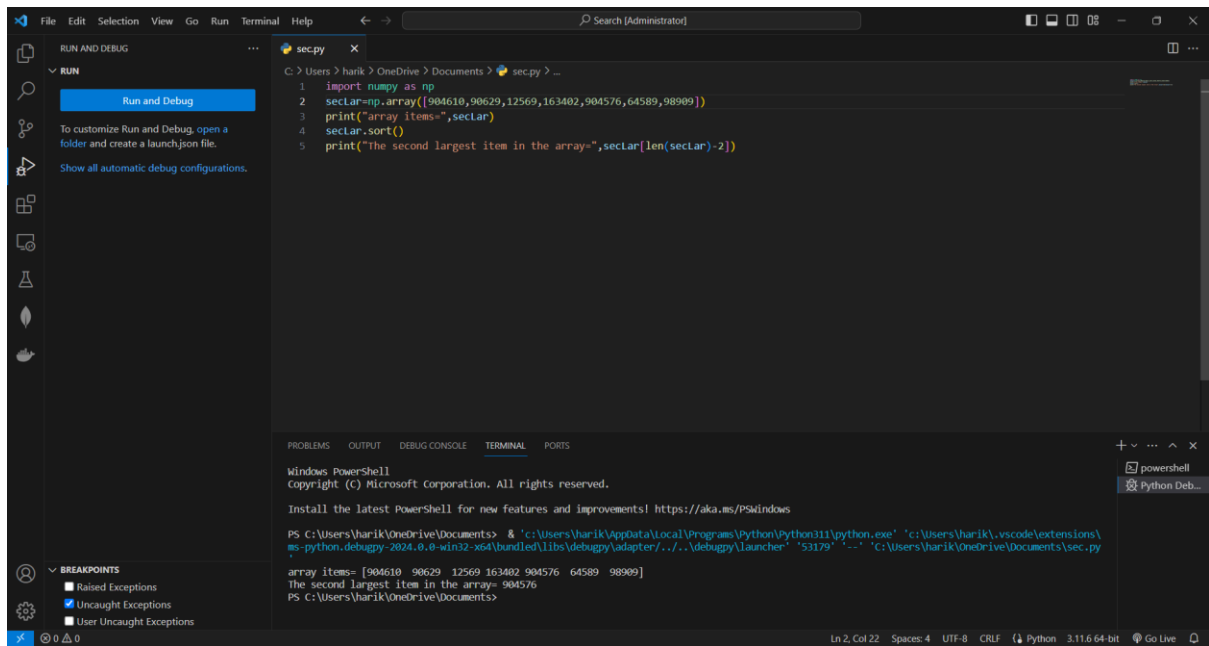 File Edit Selection View Go Run Terminal Help
Search [Administrator]
RUN AND DEBUG
RUN
Run and Debug
To customize Run and Debug, open a
folder and create a launch.json file.
Show all automatic debug configurations.
sec.py
C: > Users > harik > OneDrive > Documents > sec.py > ...
1 import numpy as np
2 secLar=np.array([904610,90629,12569,163402,904576,64589,98909])
3 print("array items=",secLar)
4 secLar.sort()
5 print("The second largest item in the array=",secLar[len(secLar)-2])
PROBLEMS OUTPUT DEBUG CONSOLE TERMINAL PORTS
powershell
Python Deb...
Windows PowerShell
Copyright (C) Microsoft Corporation. All rights reserved.
Install the latest PowerShell for new features and improvements! https://aka.ms/PSWindows
PS C:\Users\harik\OneDrive\Documents> & 'c:\Users\harik\AppData\Local\Programs\Python\Python311\python.exe' 'c:\Users\harik\.vscode\extensions\
ms-python.debugpy-2024.0.0-win32-x64\bundled\libs\debugpy\adapter/../..\debugpy\launcher' '53179' '--' 'C:\Users\harik\OneDrive\Documents\sec.py
'
array items= [904610  90629  12569 163402 904576  64589  98909]
The second largest item in the array= 904576
PS C:\Users\harik\OneDrive\Documents>
BREAKPOINTS
Raised Exceptions
Uncaught Exceptions
User Uncaught Exceptions
0 0 Ln 2, Col 22 Spaces: 4 UTF-8 CRLF Python 3.11.6 64-bit Go Live